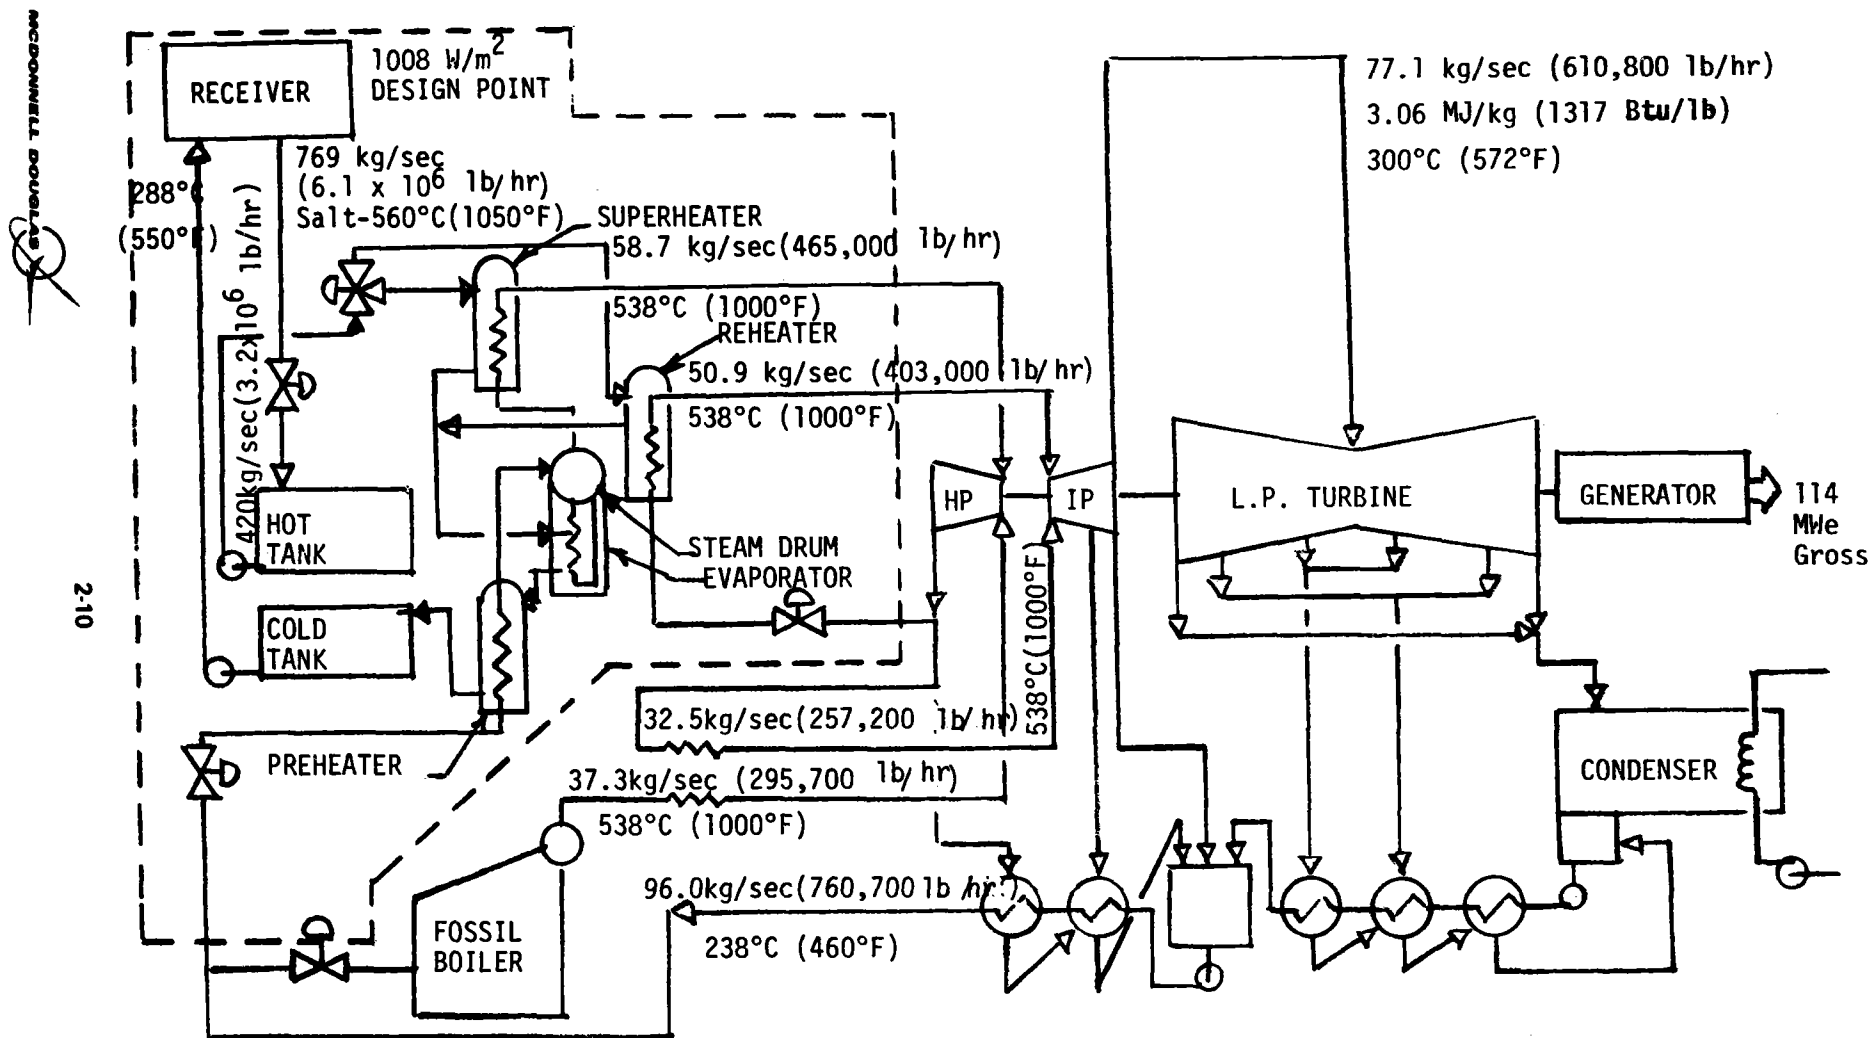 MCDONNELL DOUGLAS
2-10
RECEIVER
1008 W/m²
DESIGN POINT
77.1 kg/sec (610,800 lb/hr)
3.06 MJ/kg (1317 Btu/lb)
300°C (572°F)
769 kg/sec
(6.1 x 10⁶ lb/hr)
Salt-560°C(1050°F)
288°C
(550°F)
420kg/sec(3.2x10⁶ lb/hr)
SUPERHEATER
58.7 kg/sec(465,000 lb/hr)
538°C (1000°F)
REHEATER
50.9 kg/sec (403,000 lb/hr)
538°C (1000°F)
HOT
TANK
COLD
TANK
STEAM DRUM
EVAPORATOR
HP
IP
L.P. TURBINE
GENERATOR
114
MWe
Gross
538°C(1000°F)
32.5kg/sec(257,200 lb/hr)
PREHEATER
37.3kg/sec (295,700 lb/hr)
538°C (1000°F)
CONDENSER
96.0kg/sec(760,700 lb/hr)
238°C (460°F)
FOSSIL
BOILER